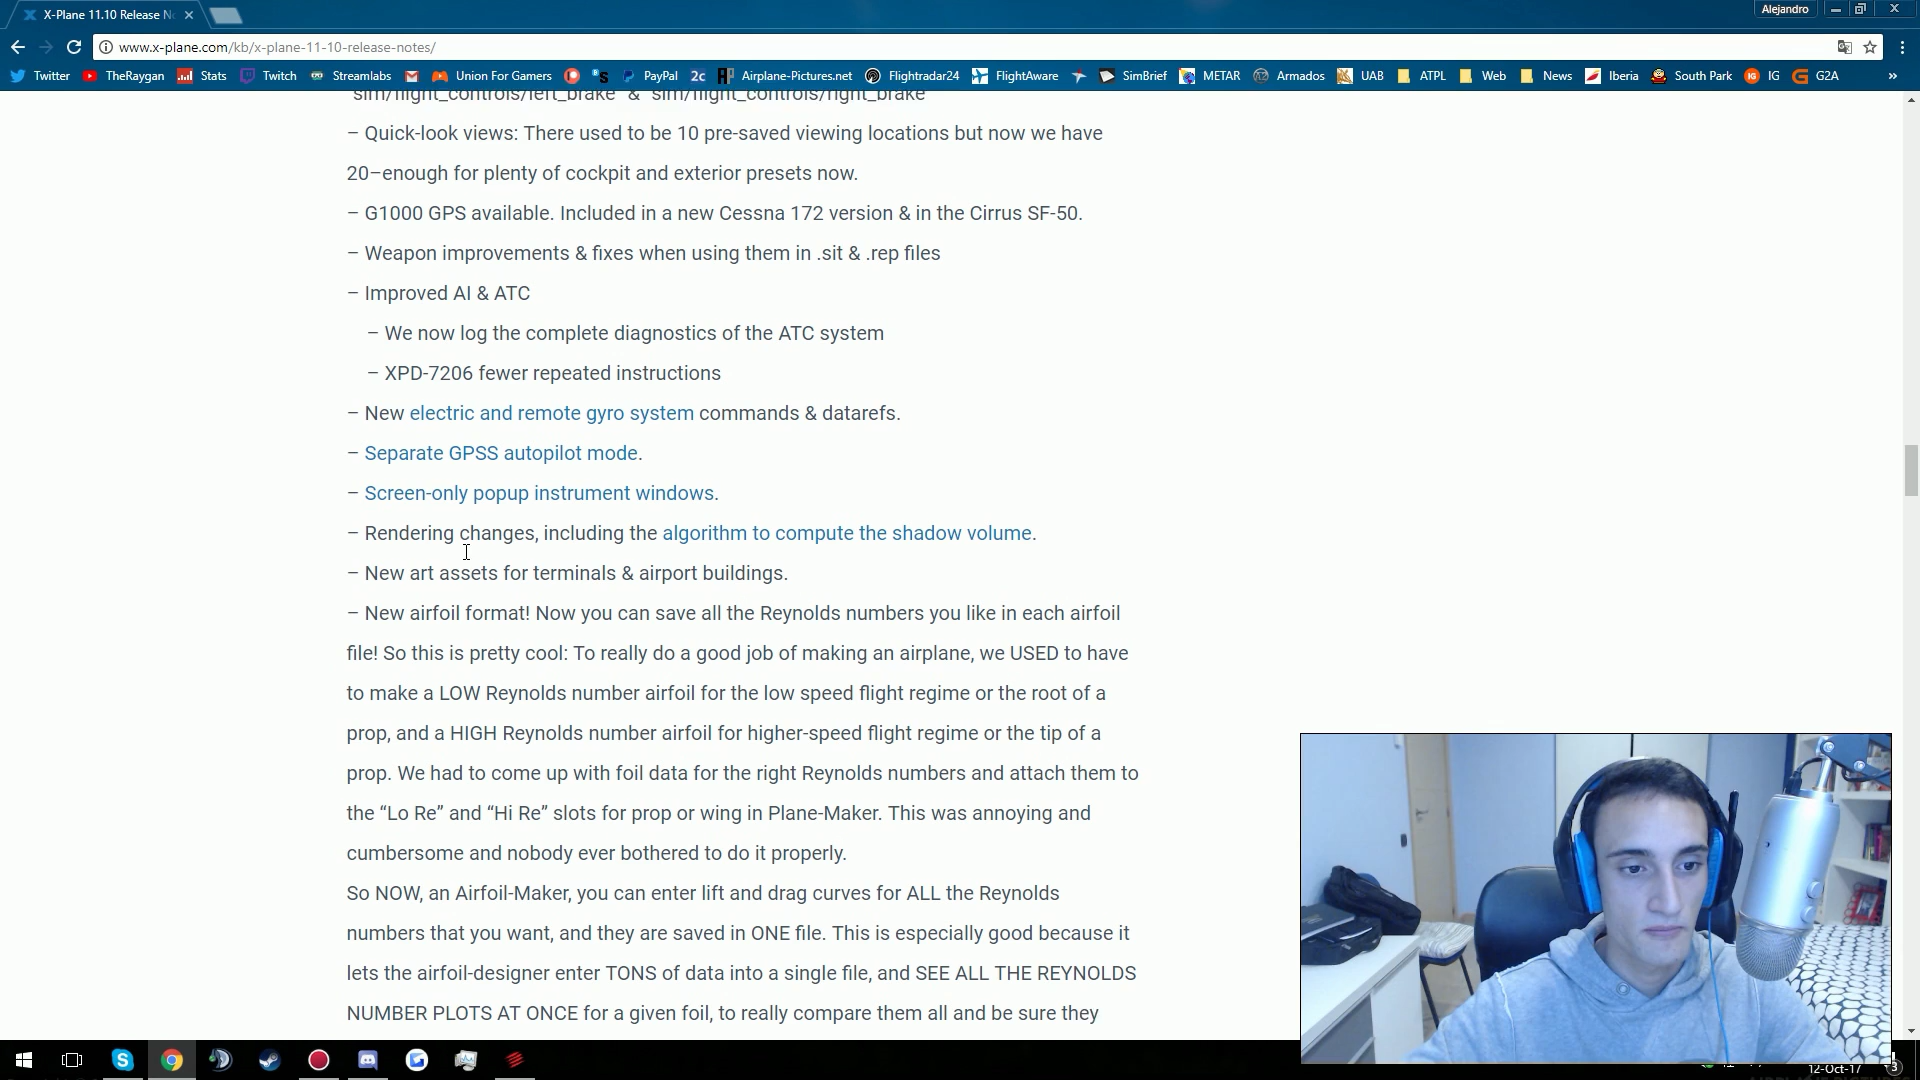 X-Plane 11.10 Release N
Alejandro
www.x-plane.com/kb/x-plane-11-10-release-notes/
Twitter TheRaygan Stats Twitch Streamlabs Union For Gamers PayPal 2c Airplane-Pictures.net Flightradar24 FlightAware SimBrief METAR Armados UAB ATPL Web News Iberia South Park IG G2A »
"sim/flight_controls/left_brake" & "sim/flight_controls/right_brake"
– Quick-look views: There used to be 10 pre-saved viewing locations but now we have
20–enough for plenty of cockpit and exterior presets now.
– G1000 GPS available. Included in a new Cessna 172 version & in the Cirrus SF-50.
– Weapon improvements & fixes when using them in .sit & .rep files
– Improved AI & ATC
– We now log the complete diagnostics of the ATC system
– XPD-7206 fewer repeated instructions
– New electric and remote gyro system commands & datarefs.
– Separate GPSS autopilot mode.
– Screen-only popup instrument windows.
– Rendering changes, including the algorithm to compute the shadow volume.
– New art assets for terminals & airport buildings.
– New airfoil format! Now you can save all the Reynolds numbers you like in each airfoil
file! So this is pretty cool: To really do a good job of making an airplane, we USED to have
to make a LOW Reynolds number airfoil for the low speed flight regime or the root of a
prop, and a HIGH Reynolds number airfoil for higher-speed flight regime or the tip of a
prop. We had to come up with foil data for the right Reynolds numbers and attach them to
the “Lo Re” and “Hi Re” slots for prop or wing in Plane-Maker. This was annoying and
cumbersome and nobody ever bothered to do it properly.
So NOW, an Airfoil-Maker, you can enter lift and drag curves for ALL the Reynolds
numbers that you want, and they are saved in ONE file. This is especially good because it
lets the airfoil-designer enter TONS of data into a single file, and SEE ALL THE REYNOLDS
NUMBER PLOTS AT ONCE for a given foil, to really compare them all and be sure they
12-Oct-17
3